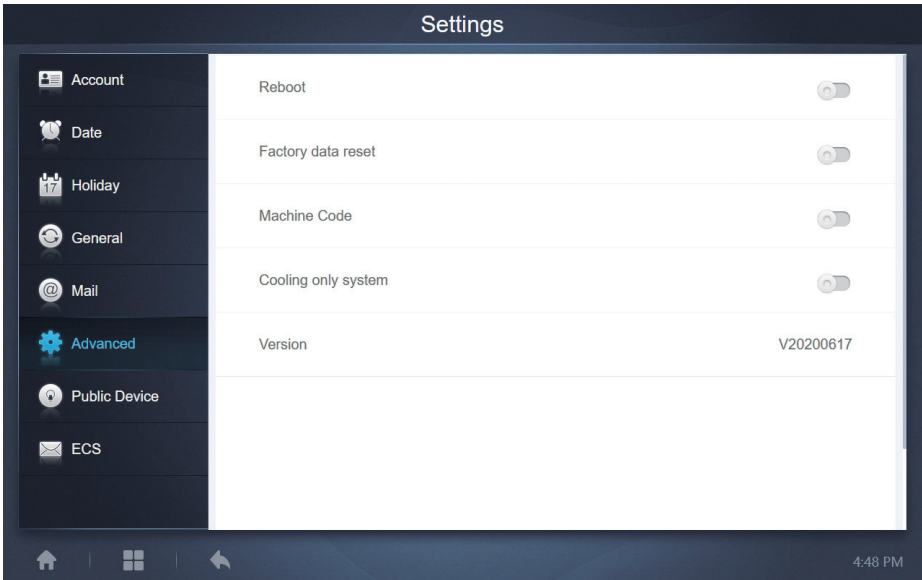 Settings
Account
Date
17
Holiday
General
@
Mail
Advanced
Public Device
ECS
Reboot
Factory data reset
Machine Code
Cooling only system
Version V20200617
4:48 PM